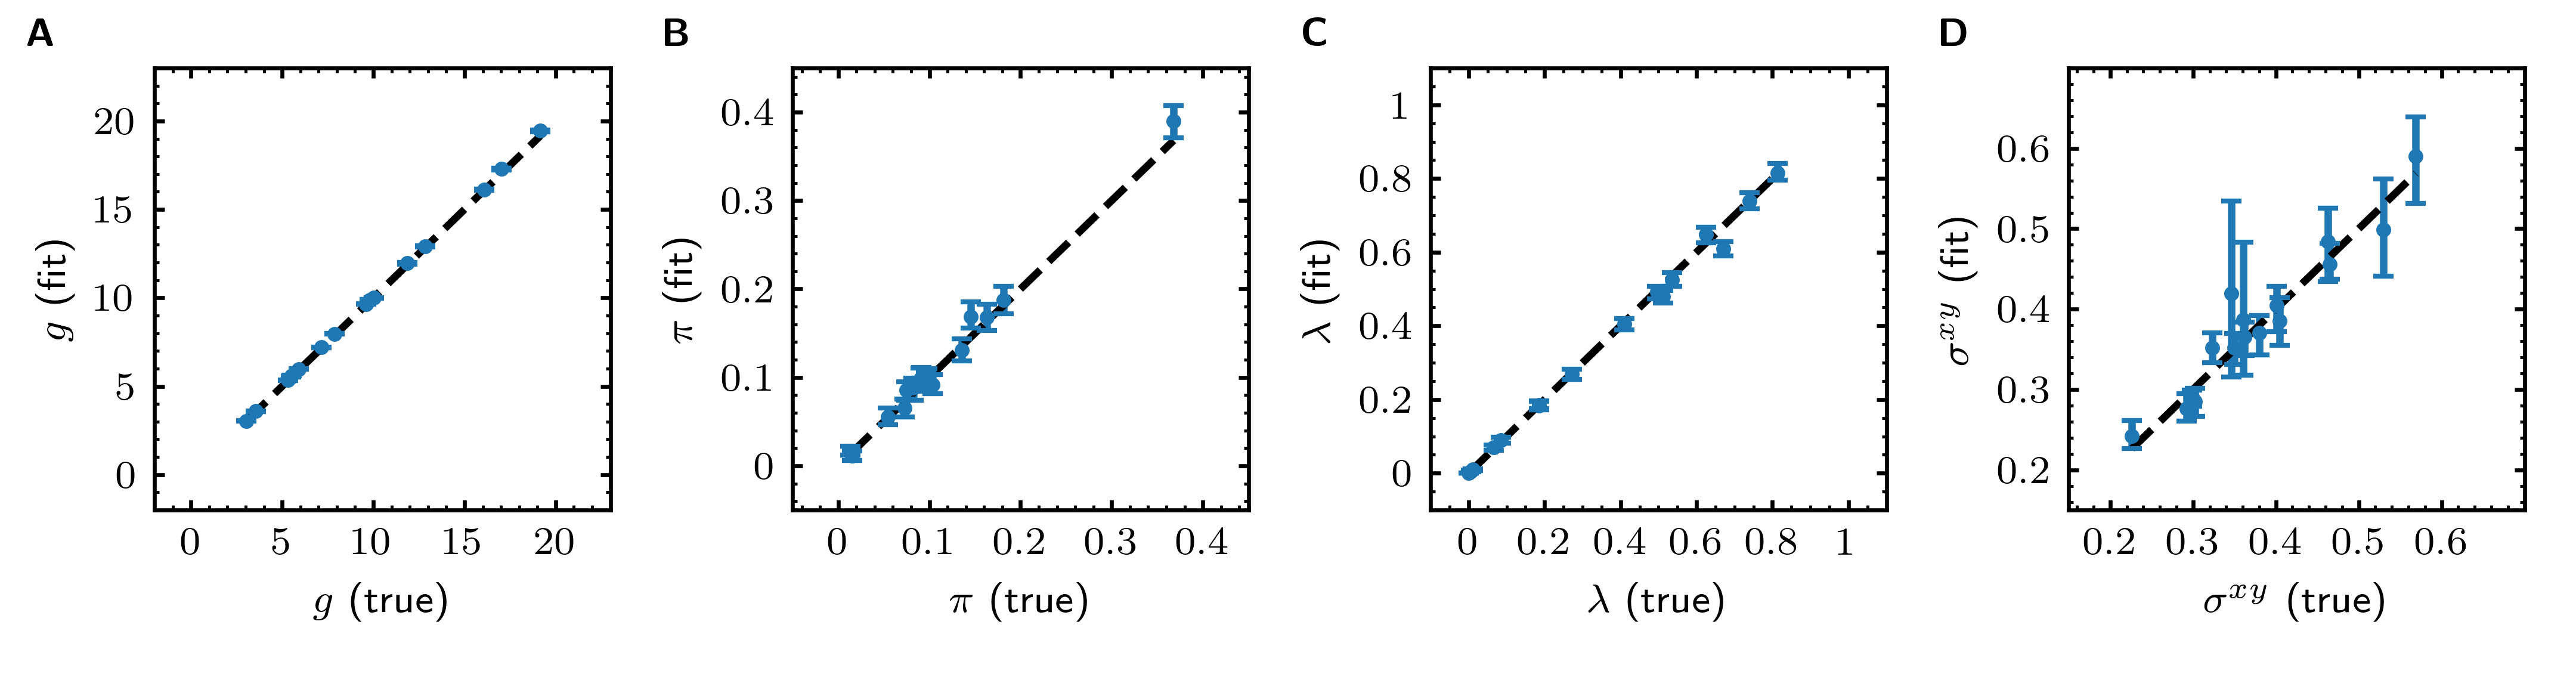 A
B
C
D
g (fit)
20
15
10
5
0
0 5 10 15 20
g (true)
π (fit)
0.4
0.3
0.2
0.1
0
0 0.1 0.2 0.3 0.4
π (true)
λ (fit)
1
0.8
0.6
0.4
0.2
0
0 0.2 0.4 0.6 0.8 1
λ (true)
σ^{xy} (fit)
0.6
0.5
0.4
0.3
0.2
0.2 0.3 0.4 0.5 0.6
σ^{xy} (true)